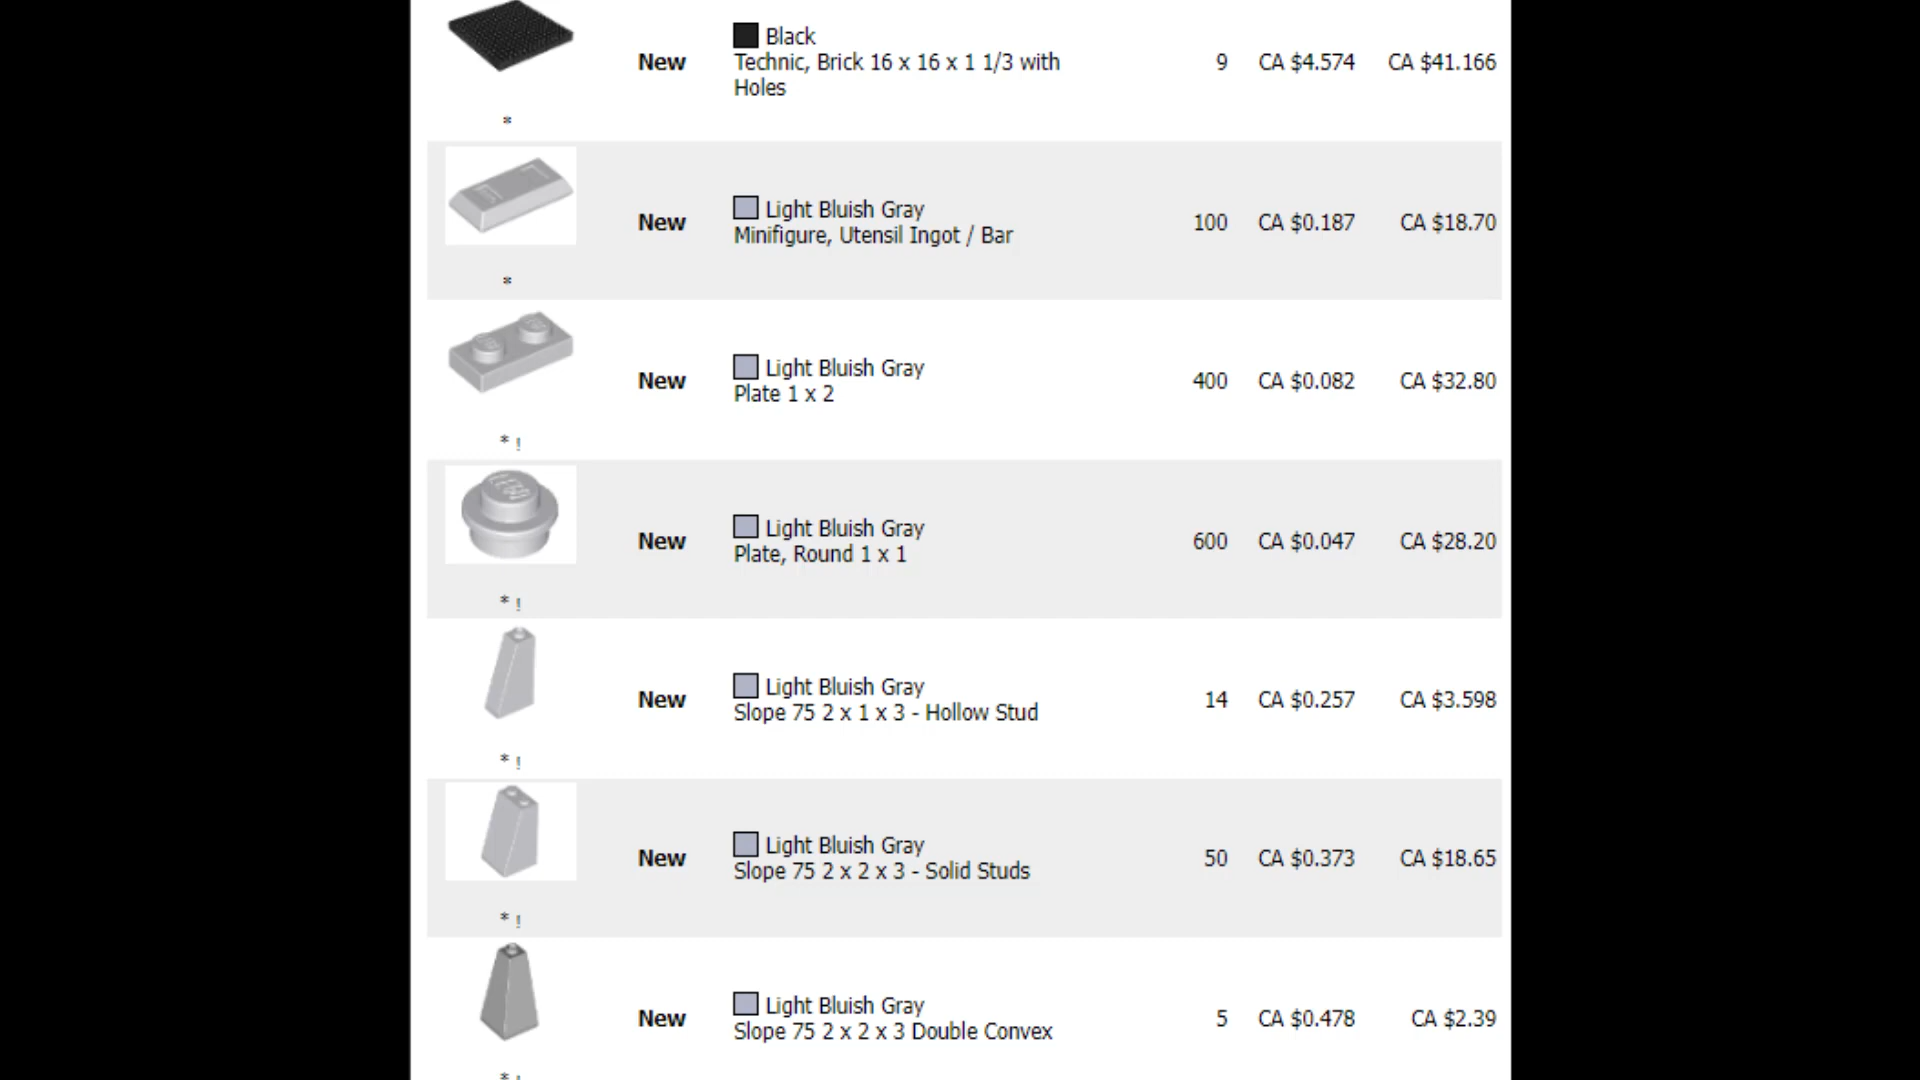 Black
New Technic, Brick 16 x 16 x 1 1/3 with 9 CA $4.574 CA $41.166
Holes
*
Light Bluish Gray
New Minifigure, Utensil Ingot / Bar 100 CA $0.187 CA $18.70
*
Light Bluish Gray
New Plate 1 x 2 400 CA $0.082 CA $32.80
* !
Light Bluish Gray
New Plate, Round 1 x 1 600 CA $0.047 CA $28.20
* !
Light Bluish Gray
New Slope 75 2 x 1 x 3 - Hollow Stud 14 CA $0.257 CA $3.598
* !
Light Bluish Gray
New Slope 75 2 x 2 x 3 - Solid Studs 50 CA $0.373 CA $18.65
* !
Light Bluish Gray
New Slope 75 2 x 2 x 3 Double Convex 5 CA $0.478 CA $2.39
* !